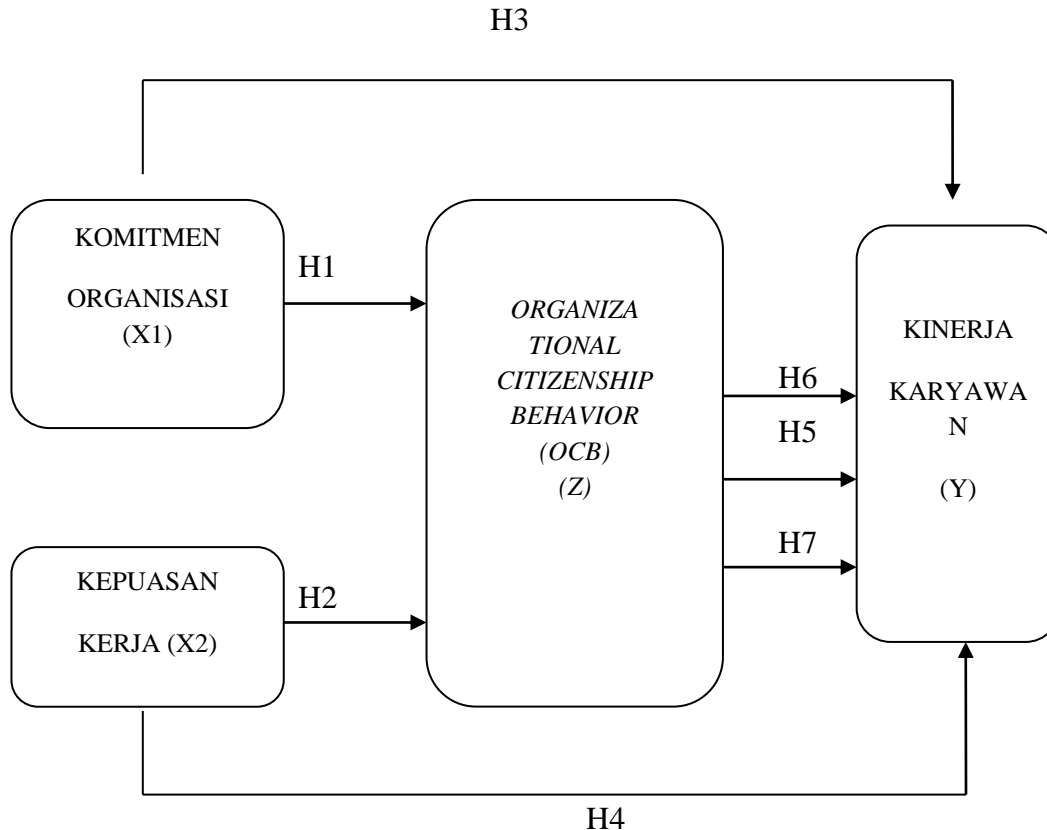 H3
KOMITMEN
ORGANISASI
(X1)
H1
ORGANIZA
TIONAL
CITIZENSHIP
BEHAVIOR
(OCB)
(Z)
H6
H5
H7
KINERJA
KARYAWA
N
(Y)
KEPUASAN
KERJA (X2)
H2
H4